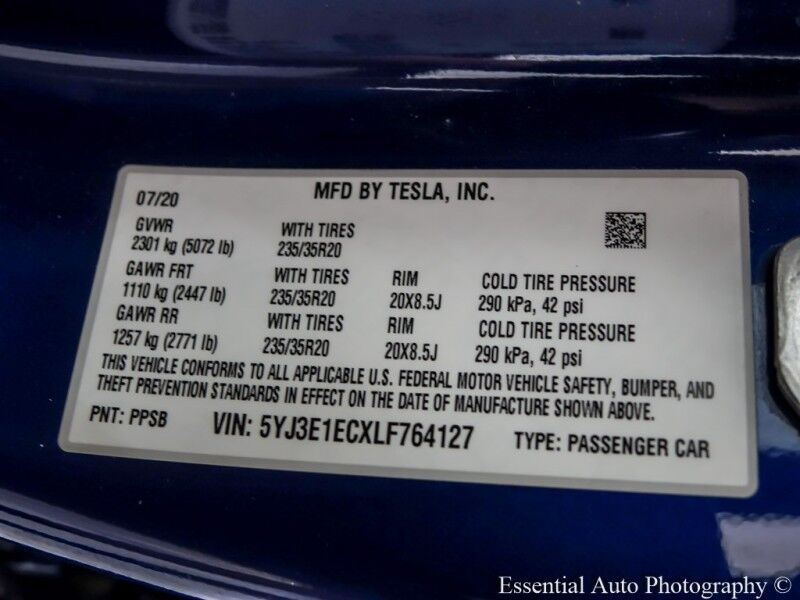 07/20 MFD BY TESLA, INC.
GVWR WITH TIRES
2301 kg (5072 lb) 235/35R20
GAWR FRT WITH TIRES RIM COLD TIRE PRESSURE
1110 kg (2447 lb) 235/35R20 20X8.5J 290 kPa, 42 psi
GAWR RR WITH TIRES RIM COLD TIRE PRESSURE
1257 kg (2771 lb) 235/35R20 20X8.5J 290 kPa, 42 psi
THIS VEHICLE CONFORMS TO ALL APPLICABLE U.S. FEDERAL MOTOR VEHICLE SAFETY, BUMPER, AND
THEFT PREVENTION STANDARDS IN EFFECT ON THE DATE OF MANUFACTURE SHOWN ABOVE.
PNT: PPSB VIN: 5YJ3E1ECXLF764127 TYPE: PASSENGER CAR
Essential Auto Photography ©